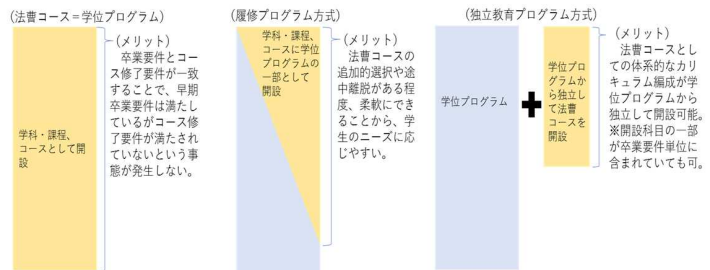 （法曹コース＝学位プログラム）
学科・課程、
コースとして開
設
（メリット）
卒業要件とコー
ス修了要件が一致
することで、早期
卒業要件は満たし
ているがコース修
了要件が満たされ
ていないという事
態が発生しない。
（履修プログラム方式）
学科・課程、
コースに学位
プログラムの
一部として
開設
（メリット）
法曹コースの
追加的選択や途
中離脱がある程
度、柔軟にでき
ることから、学
生のニーズに応
じやすい。
（独立教育プログラム方式）
学位プログラム
学位プロ
グラムか
ら独立し
て法曹
コースを
開設
（メリット）
法曹コースとし
ての体系的なカリ
キュラム編成が学
位プログラムから
独立して開設可能。
※開設科目の一部
が卒業要件単位に
含まれていても可。